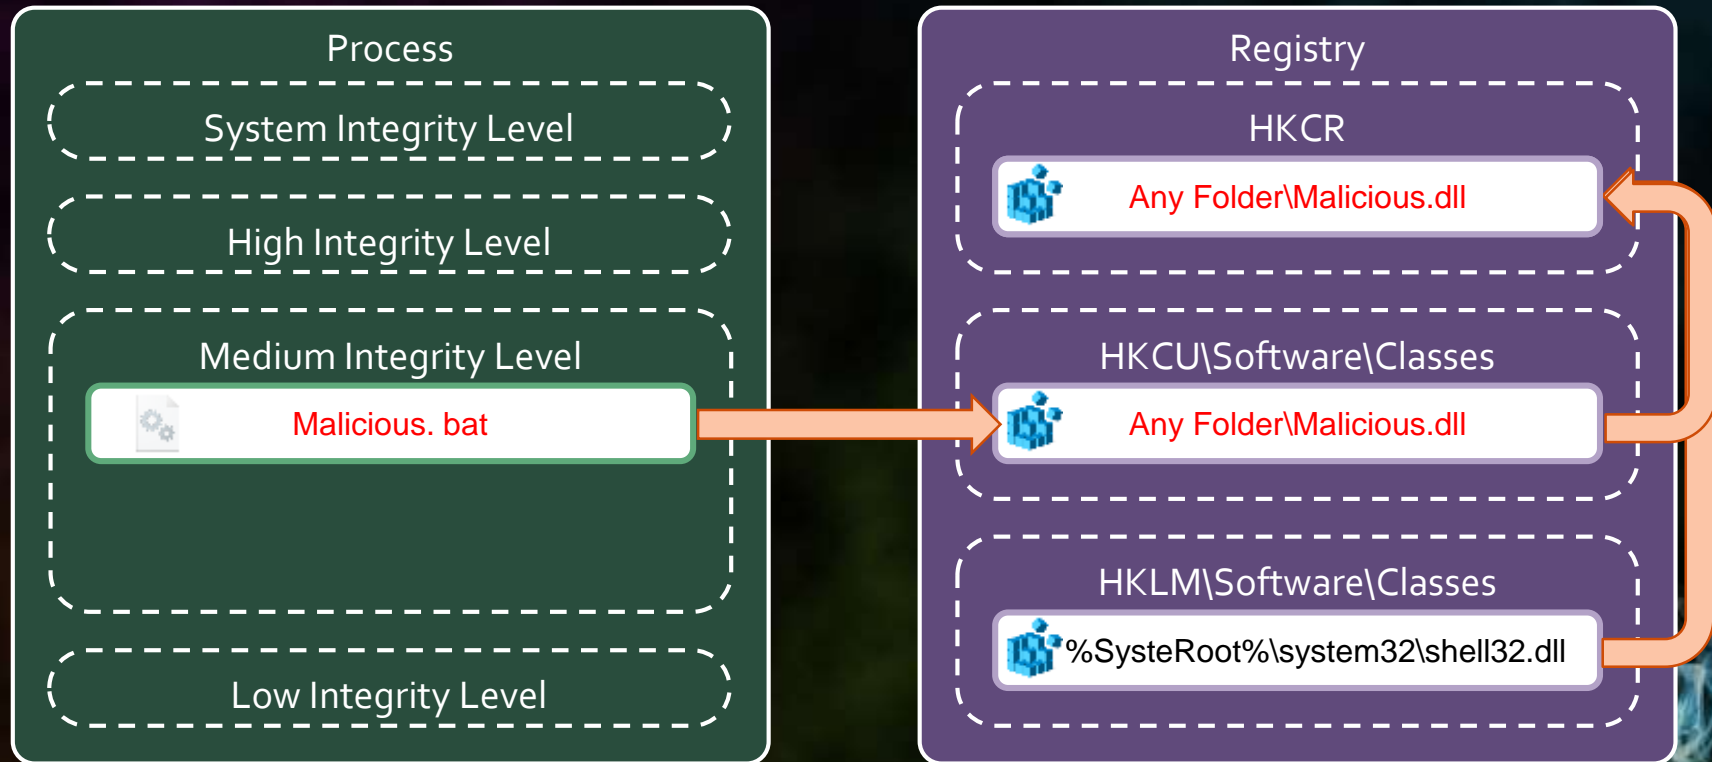 Process
System Integrity Level
High Integrity Level
Medium Integrity Level
Malicious. bat
Low Integrity Level
Registry
HKCR
Any Folder\Malicious.dll
HKCU\Software\Classes
Any Folder\Malicious.dll
HKLM\Software\Classes
%SysteRoot%\system32\shell32.dll